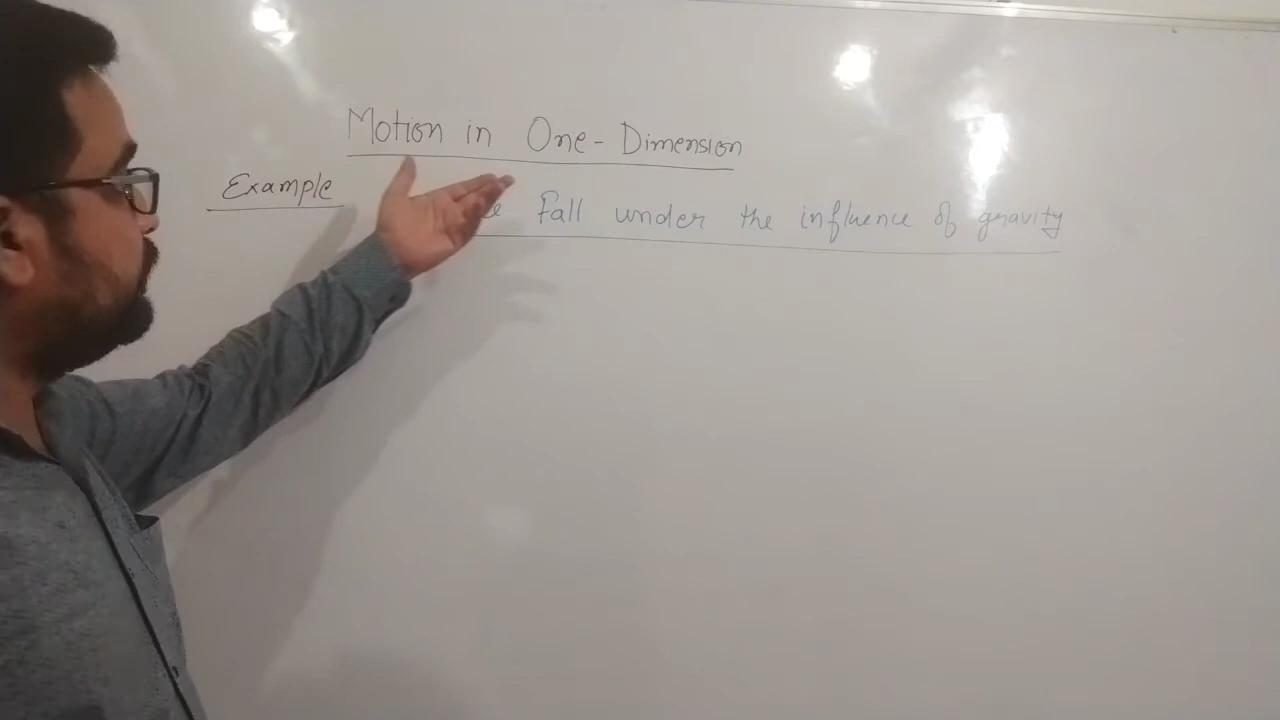 Motion in One-Dimension
Example
fall under the influence of gravity